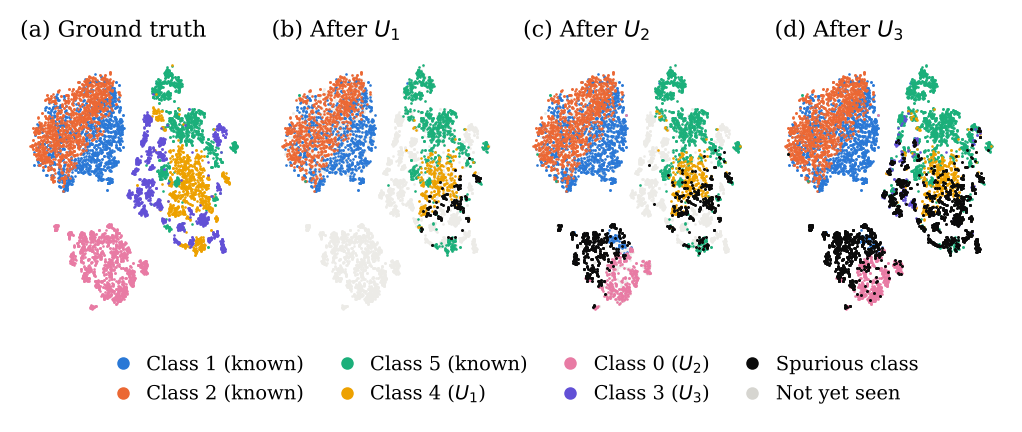 (a) Ground truth
(b) After U₁
(c) After U₂
(d) After U₃
Class 1 (known)
Class 5 (known)
Class 0 (U₂)
Spurious class
Class 2 (known)
Class 4 (U₁)
Class 3 (U₃)
Not yet seen